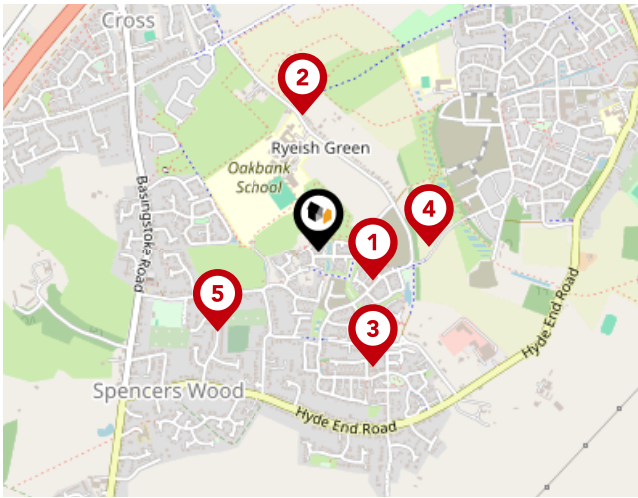 Cross
2
Ryeish Green
Oakbank
School
Basingstoke Road
4
1
5
3
Hyde End Road
Spencers Wood
Hyde End Road